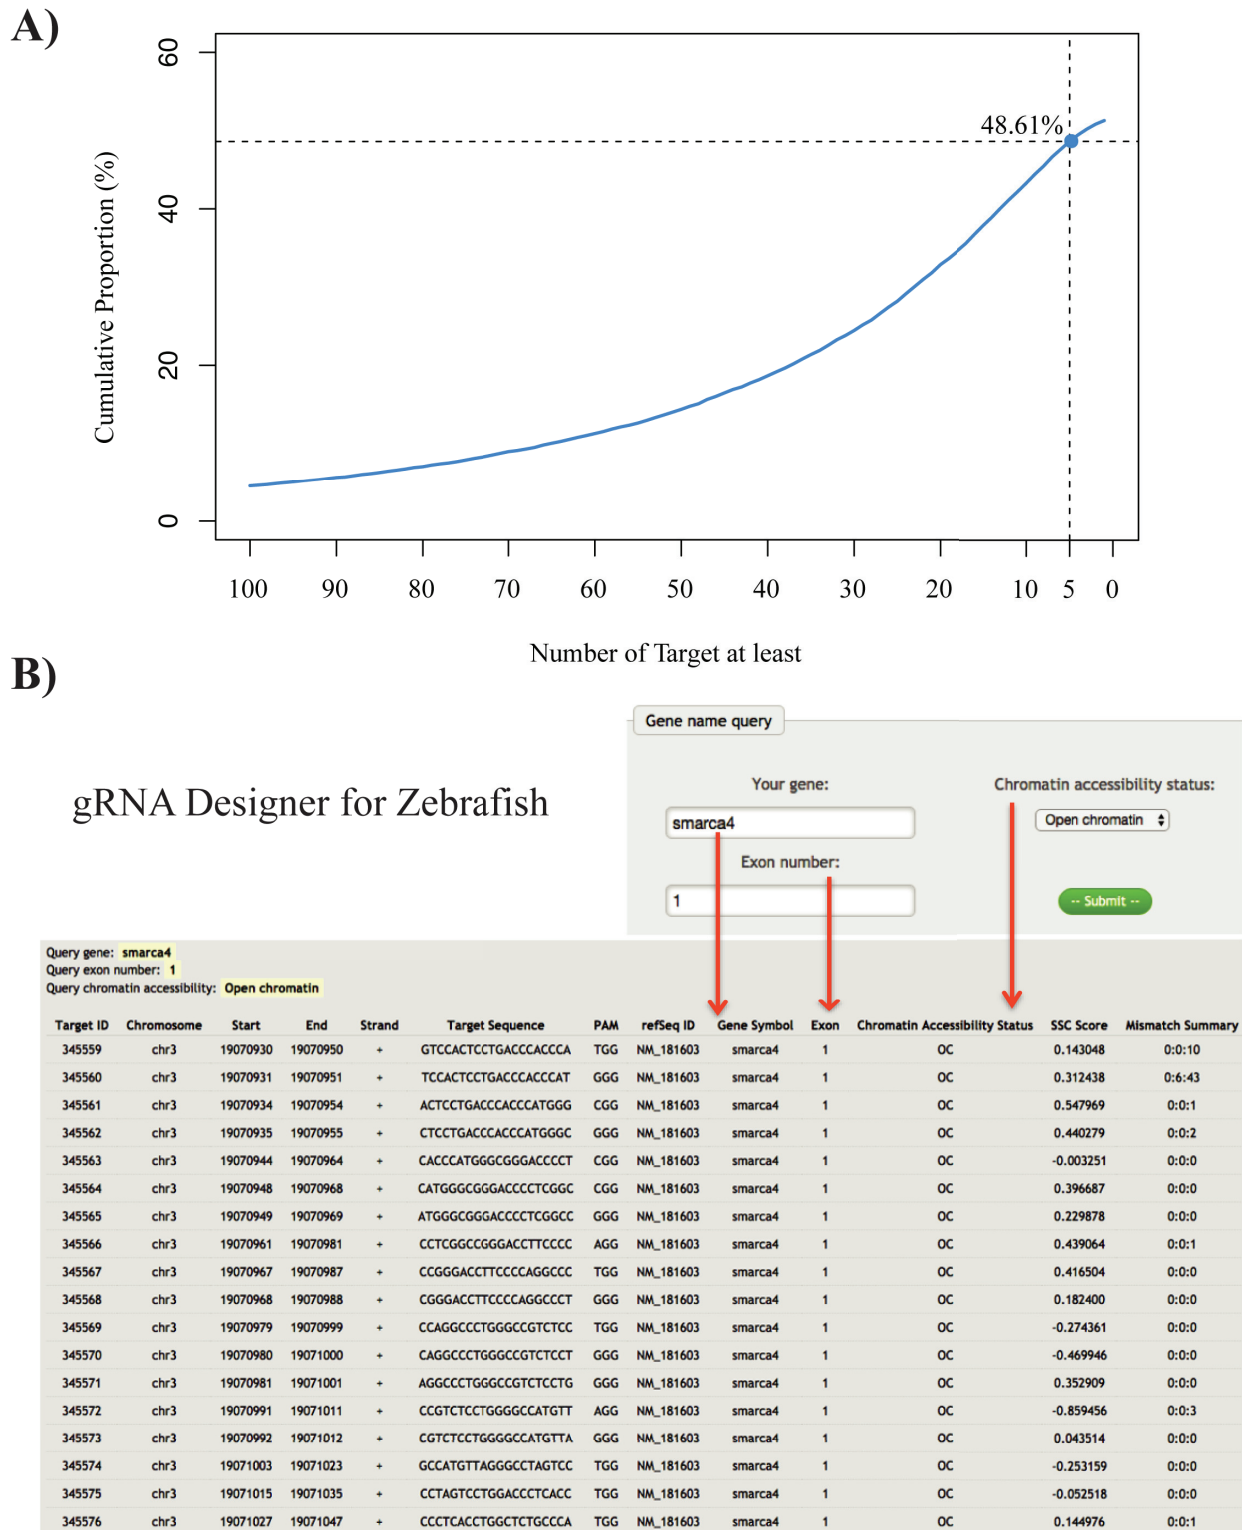 A)
60
40
20
0
Cumulative Proportion (%)
48.61%
100 90 80 70 60 50 40 30 20 10 5 0
Number of Target at least
B)
gRNA Designer for Zebrafish
Gene name query
Your gene:
Chromatin accessibility status:
smarca4
Open chromatin
Exon number:
1
-- Submit --
Query gene: smarca4
Query exon number: 1
Query chromatin accessibility: Open chromatin
Target ID Chromosome Start End Strand Target Sequence PAM refSeq ID Gene Symbol Exon Chromatin Accessibility Status SSC Score Mismatch Summary
345559 chr3 19070930 19070950 + GTCCACTCCTGACCCACCCA TGG NM_181603 smarca4 1 OC 0.143048 0:0:10
345560 chr3 19070931 19070951 + TCCACTCCTGACCCACCCAT GGG NM_181603 smarca4 1 OC 0.312438 0:6:43
345561 chr3 19070934 19070954 + ACTCCTGACCCACCCATGGG CGG NM_181603 smarca4 1 OC 0.547969 0:0:1
345562 chr3 19070935 19070955 + CTCCTGACCCACCCATGGGC GGG NM_181603 smarca4 1 OC 0.440279 0:0:2
345563 chr3 19070944 19070964 + CACCCATGGGCGGGACCCCT CGG NM_181603 smarca4 1 OC -0.003251 0:0:0
345564 chr3 19070948 19070968 + CATGGGCGGGACCCCTCGGC CGG NM_181603 smarca4 1 OC 0.396687 0:0:0
345565 chr3 19070949 19070969 + ATGGGCGGGACCCCTCGGCC GGG NM_181603 smarca4 1 OC 0.229878 0:0:0
345566 chr3 19070961 19070981 + CCTCGGCCGGGACCTTCCCC AGG NM_181603 smarca4 1 OC 0.439064 0:0:1
345567 chr3 19070967 19070987 + CCGGGACCTTCCCCAGGCCC TGG NM_181603 smarca4 1 OC 0.416504 0:0:0
345568 chr3 19070968 19070988 + CGGGACCTTCCCCAGGCCCT GGG NM_181603 smarca4 1 OC 0.182400 0:0:0
345569 chr3 19070979 19070999 + CCAGGCCCTGGGCCGTCTCC TGG NM_181603 smarca4 1 OC -0.274361 0:0:0
345570 chr3 19070980 19071000 + CAGGCCCTGGGCCGTCTCCT GGG NM_181603 smarca4 1 OC -0.469946 0:0:0
345571 chr3 19070981 19071001 + AGGCCCTGGGCCGTCTCCTG GGG NM_181603 smarca4 1 OC 0.352909 0:0:0
345572 chr3 19070991 19071011 + CCGTCTCCTGGGGCCATGTT AGG NM_181603 smarca4 1 OC -0.859456 0:0:3
345573 chr3 19070992 19071012 + CGTCTCCTGGGGCCATGTTA GGG NM_181603 smarca4 1 OC 0.043514 0:0:0
345574 chr3 19071003 19071023 + GCCATGTTAGGGCCTAGTCC TGG NM_181603 smarca4 1 OC -0.253159 0:0:0
345575 chr3 19071015 19071035 + CCTAGTCCTGGACCCTCACC TGG NM_181603 smarca4 1 OC -0.052518 0:0:0
345576 chr3 19071027 19071047 + CCCTCACCTGGCTCTGCCCA TGG NM_181603 smarca4 1 OC 0.144976 0:0:1